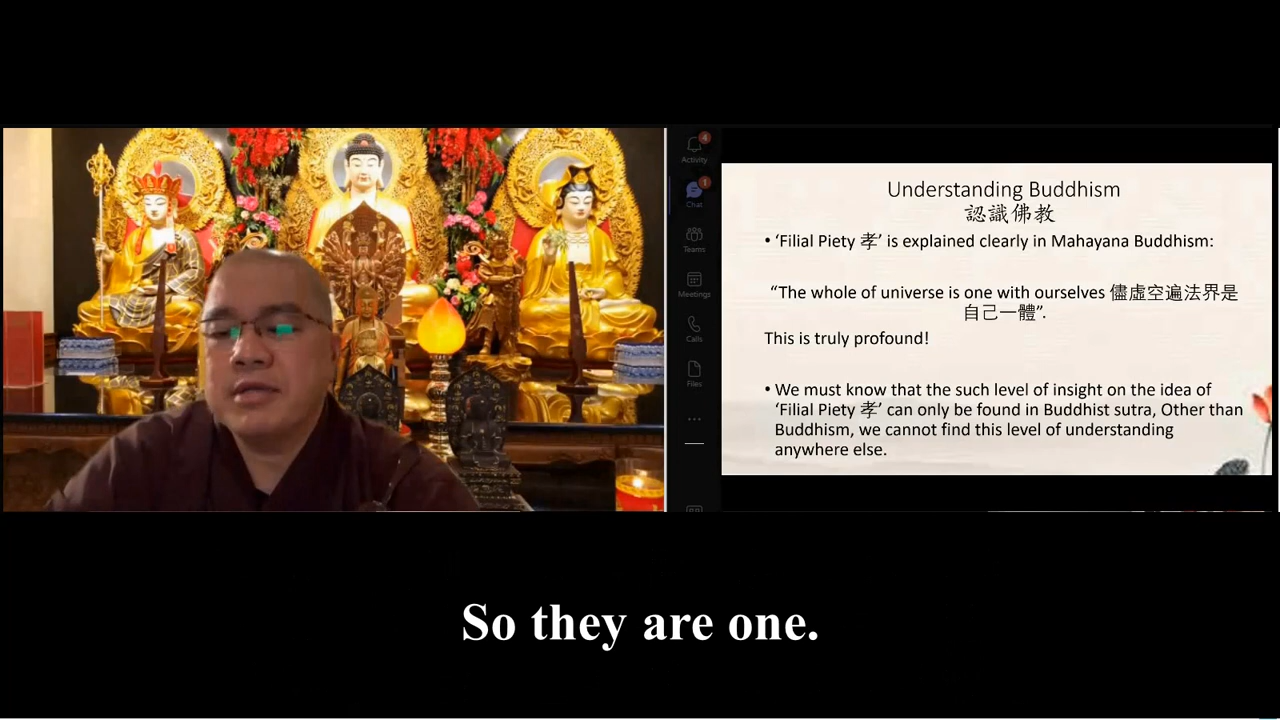 Activity
4
Chat
1
Teams
Meetings
Calls
Files
Understanding Buddhism
認識佛教
• ‘Filial Piety 孝’ is explained clearly in Mahayana Buddhism:
“The whole of universe is one with ourselves 儘虛空遍法界是
自己一體”.
This is truly profound!
• We must know that the such level of insight on the idea of
‘Filial Piety 孝’ can only be found in Buddhist sutra, Other than
Buddhism, we cannot find this level of understanding
anywhere else.
So they are one.